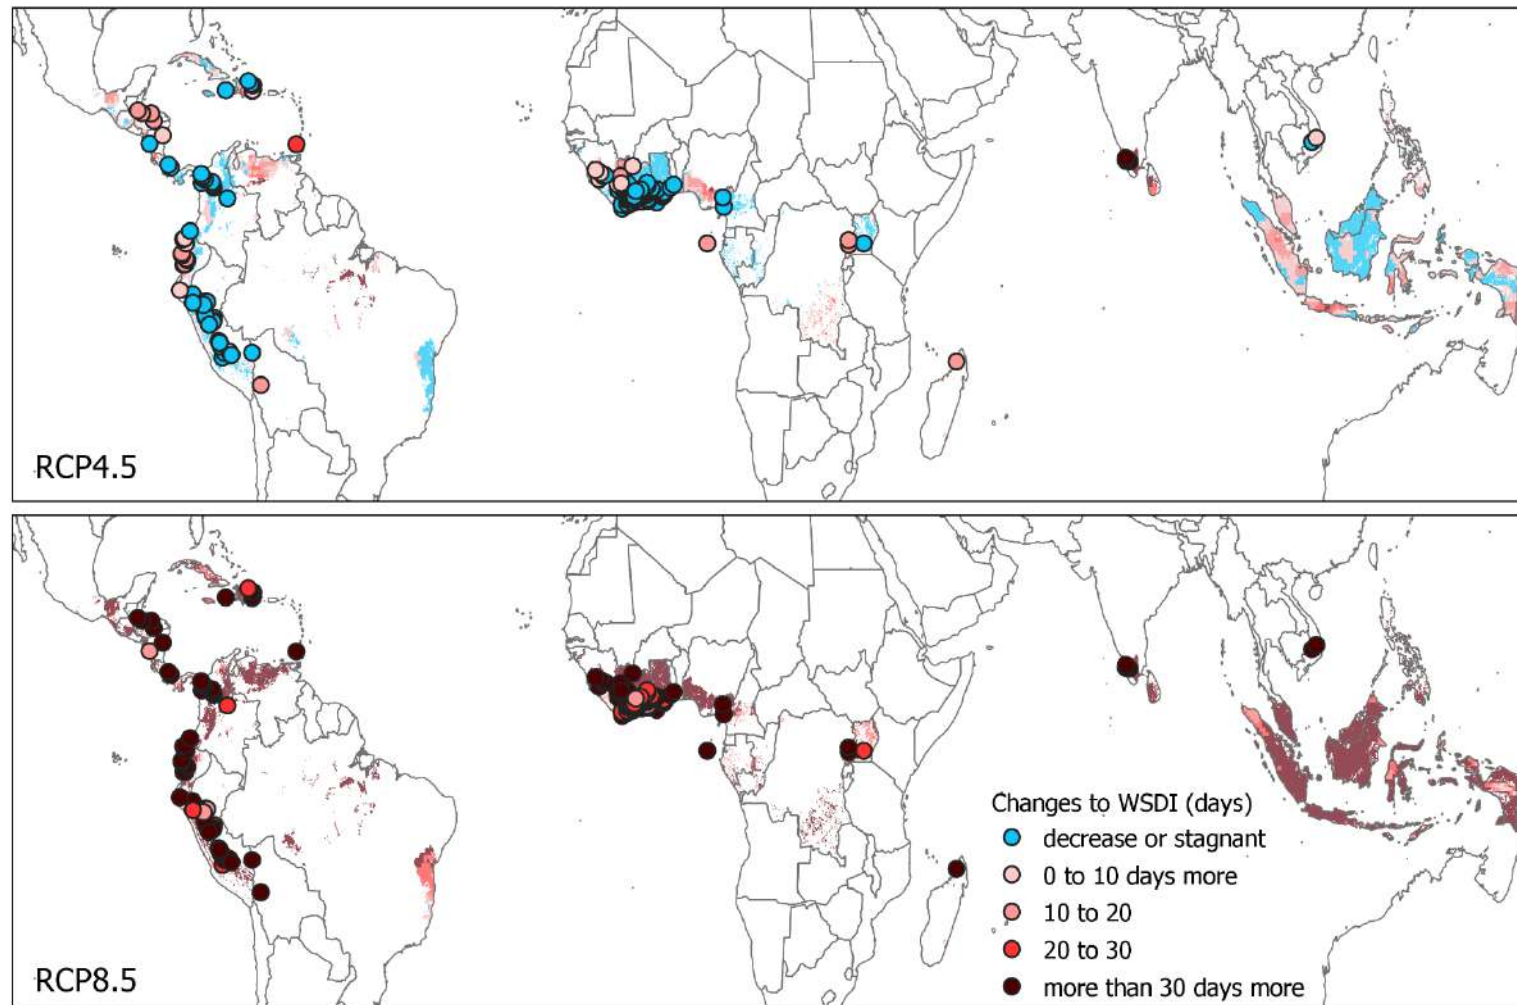 RCP4.5
Changes to WSDI (days)
decrease or stagnant
0 to 10 days more
10 to 20
20 to 30
more than 30 days more
RCP8.5